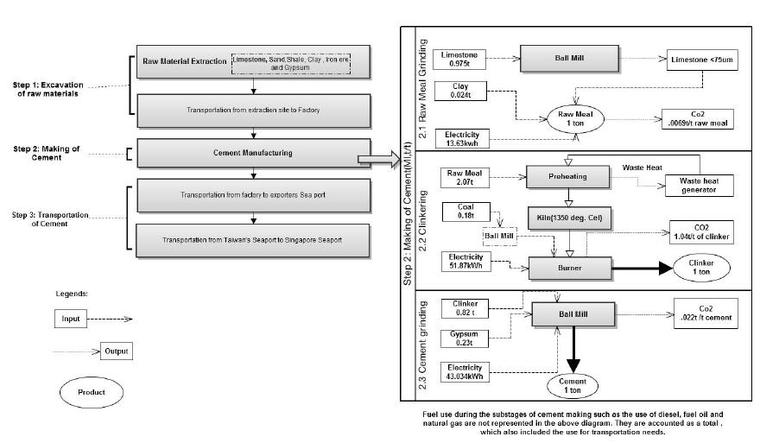 Step 1: Excavation
of raw materials
Raw Material Extraction
Limestone, Sand, Shale, Clay, Iron ore
and Gypsum
Transportation from extraction site to Factory
Step 2: Making of
Cement
Cement Manufacturing
Step 3: Transportation
of Cement
Transportation from factory to exporters Sea port
Transportation from Taiwan's Seaport to Singapore Seaport
Legends:
Input
Output
Product
Step 2: Making of Cement(MI,t/t)
2.1 Raw Meal Grinding
Limestone
0.975t
Ball Mill
Limestone <75um
Clay
0.024t
Raw Meal
1 ton
Co2
.0069t/t raw meal
Electricity
13.63kwh
2.2 Clinkering
Raw Meal
2.07t
Preheating
Waste Heat
Waste heat
generator
Coal
0.18t
Kiln(1350 deg. Cel)
Ball Mill
CO2
1.04t/t of clinker
Electricity
51.87kWh
Burner
Clinker
1 ton
2.3 Cement grinding
Clinker
0.82 t
Ball Mill
Co2
.022t /t cement
Gypsum
0.23t
Electricity
43.034kWh
Cement
1 ton
Fuel use during the substages of cement making such as the use of diesel, fuel oil and
natural gas are not represented in the above diagram. They are accounted as a total ,
which also included the use for transportation needs.